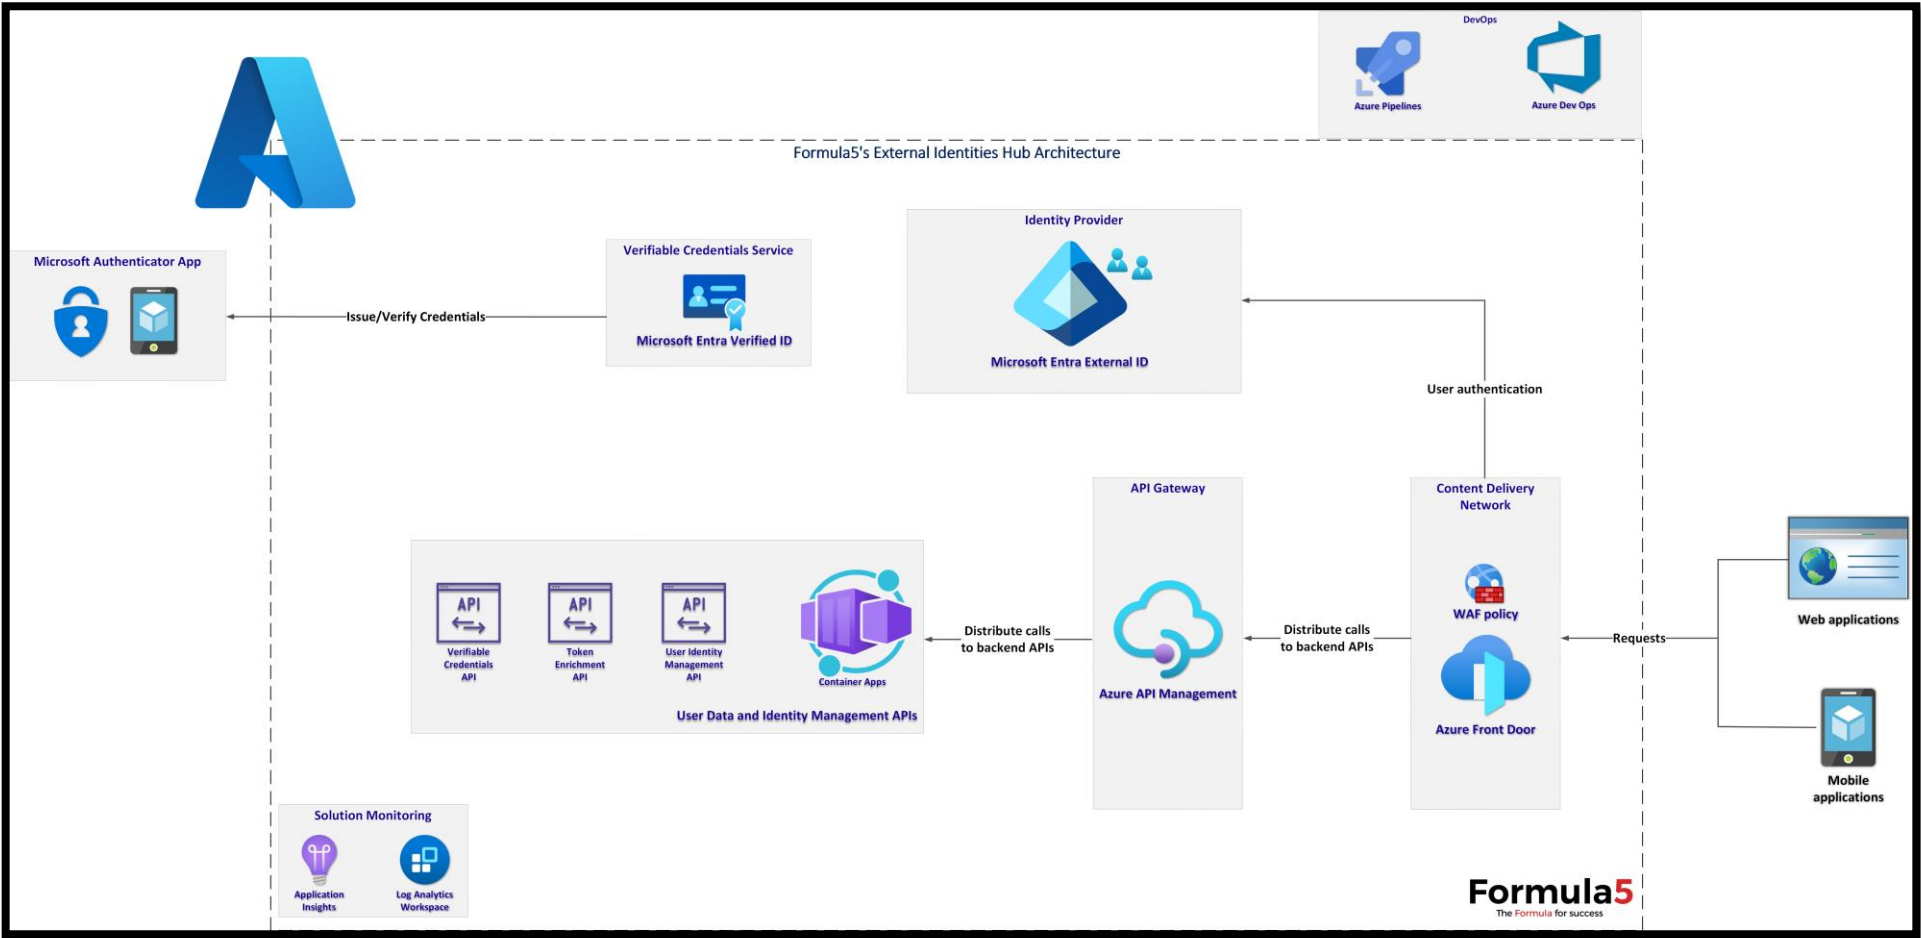 DevOps
Azure Pipelines
Azure Dev Ops
Formula5's External Identities Hub Architecture
Microsoft Authenticator App
Issue/Verify Credentials
Verifiable Credentials Service
Microsoft Entra Verified ID
Identity Provider
Microsoft Entra External ID
User authentication
API
Verifiable
Credentials
API
API
Token
Enrichment
API
API
User Identity
Management
API
Container Apps
User Data and Identity Management APIs
Distribute calls
to backend APIs
API Gateway
Azure API Management
Distribute calls
to backend APIs
Content Delivery
Network
WAF policy
Azure Front Door
Requests
Web applications
Mobile
applications
Solution Monitoring
Application
Insights
Log Analytics
Workspace
Formula5
The Formula for success